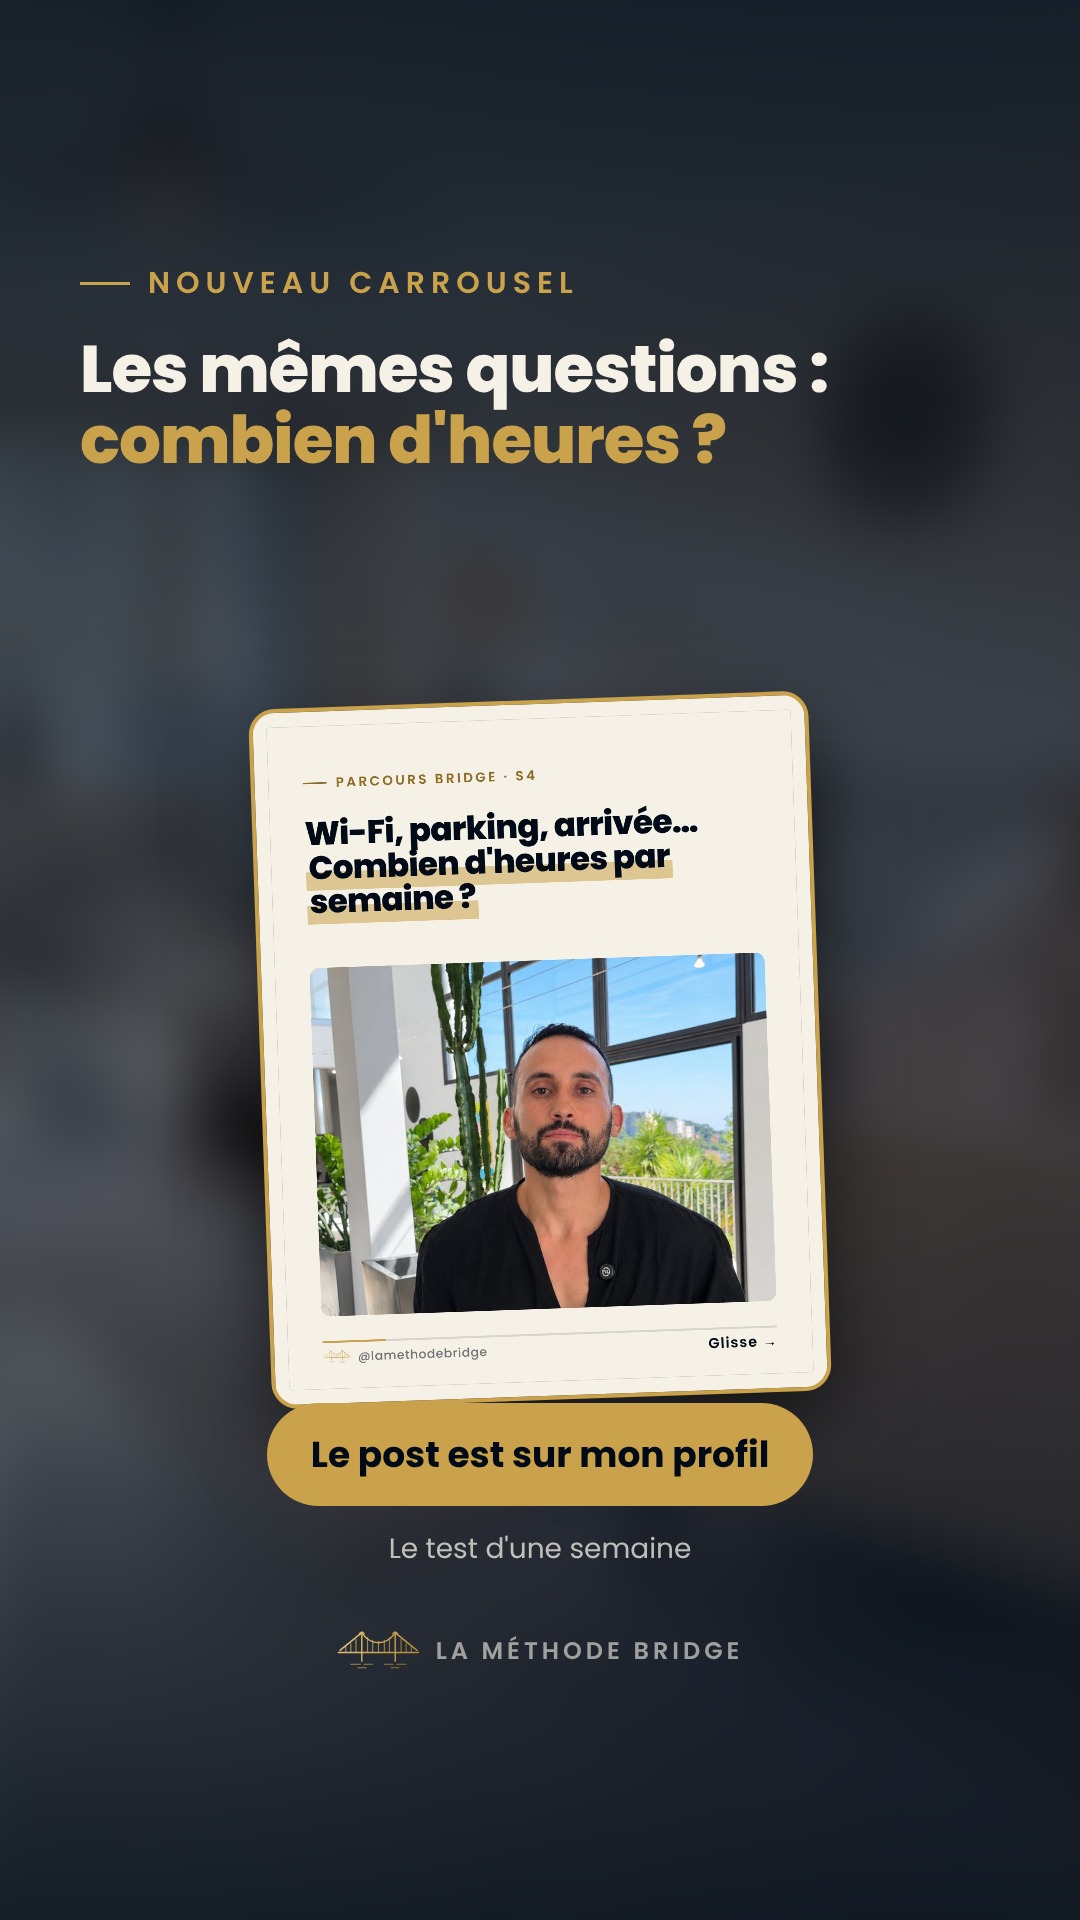 NOUVEAU CARROUSEL
Les mêmes questions :
combien d'heures ?
PARCOURS BRIDGE · S4
Wi-Fi, parking, arrivée...
Combien d'heures par
semaine ?
@lamethodebridge
Glisse →
Le post est sur mon profil
Le test d'une semaine
LA MÉTHODE BRIDGE